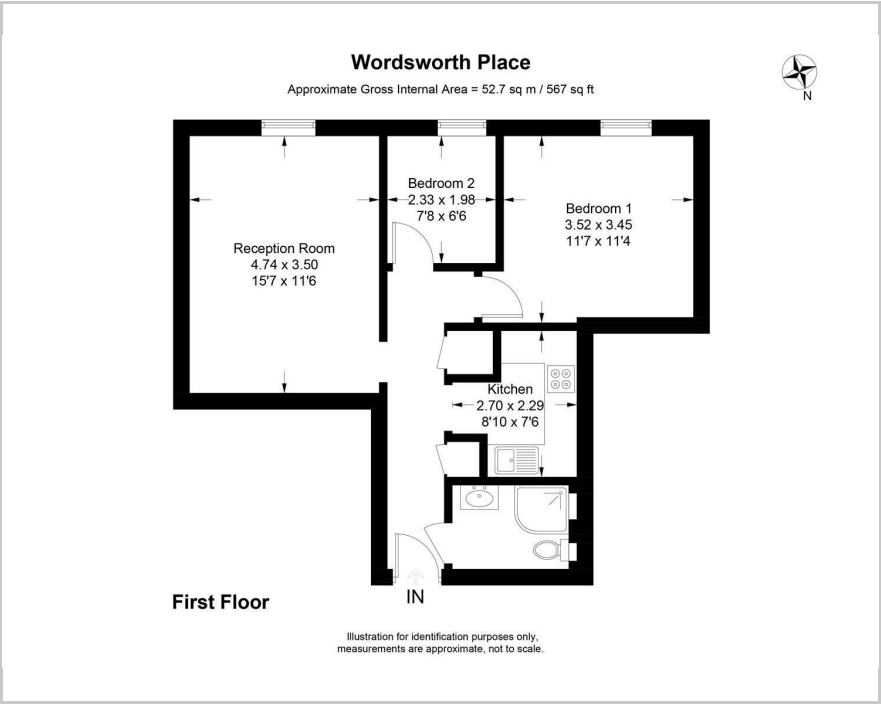 Wordsworth Place
Approximate Gross Internal Area = 52.7 sq m / 567 sq ft
N
Bedroom 2
2.33 x 1.98
7'8 x 6'6
Bedroom 1
3.52 x 3.45
11'7 x 11'4
Reception Room
4.74 x 3.50
15'7 x 11'6
Kitchen
2.70 x 2.29
8'10 x 7'6
IN
First Floor
Illustration for identification purposes only,
measurements are approximate, not to scale.